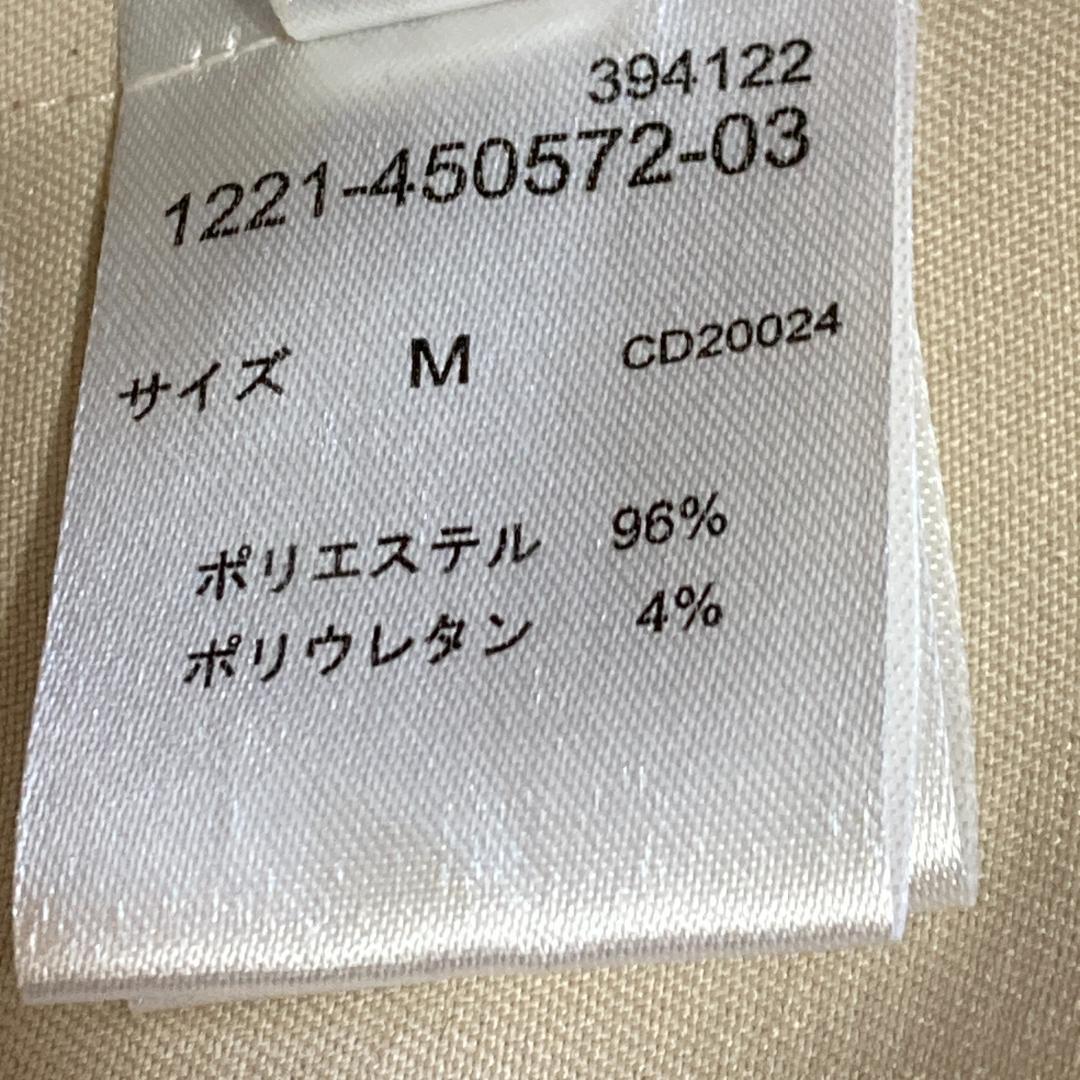 394122
1221-450572-03
サイズ M CD20024
ポリエステル 96%
ポリウレタン 4%